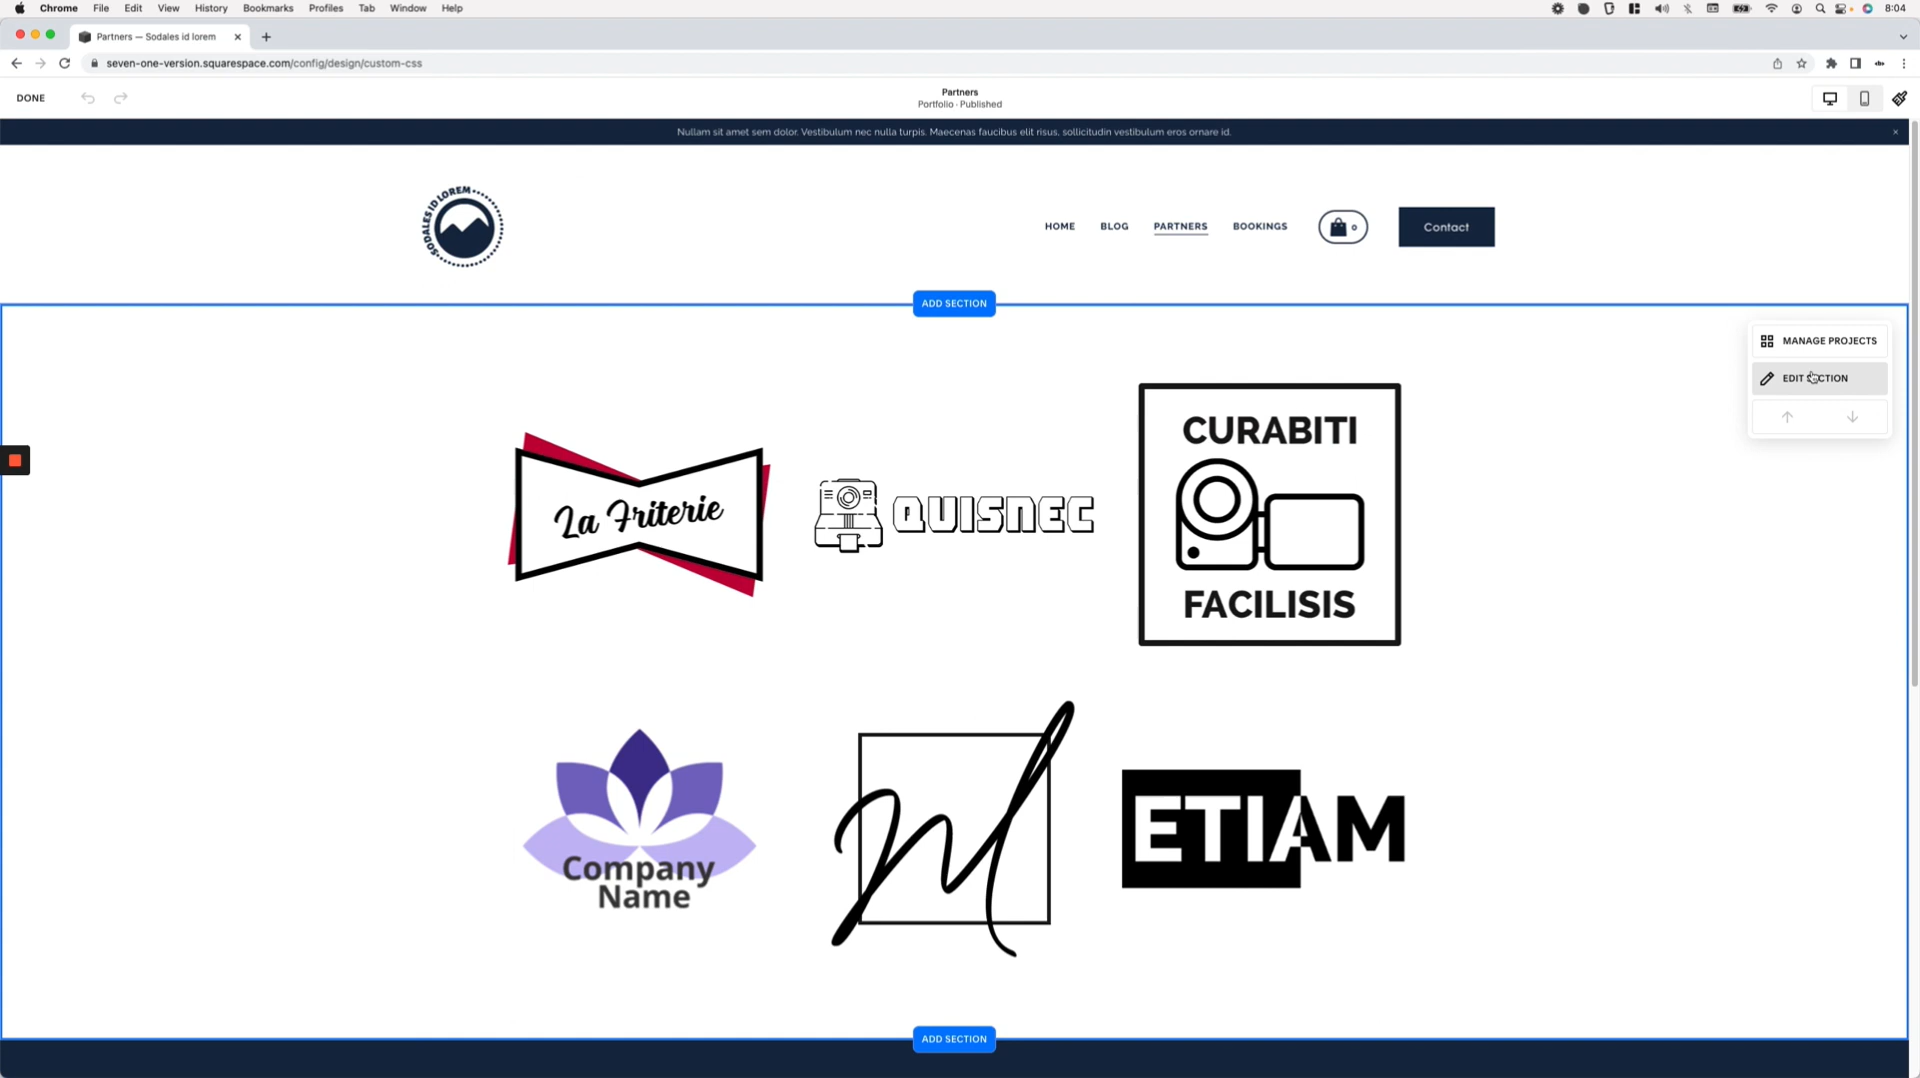 Chrome File Edit View History Bookmarks Profiles Tab Window Help
8:04
Partners — Sodales id lorem
seven-one-version.squarespace.com/config/design/custom-css
DONE
Partners
Portfolio · Published
Nullam sit amet sem dolor. Vestibulum nec nulla turpis. Maecenas faucibus elit risus, sollicitudin vestibulum eros ornare id.
SODALES ID LOREM
HOME BLOG PARTNERS BOOKINGS 0 Contact
ADD SECTION
MANAGE PROJECTS
EDIT SECTION
La Friterie
QUISNEC
CURABITI
FACILISIS
Company
Name
ETIAM
ADD SECTION